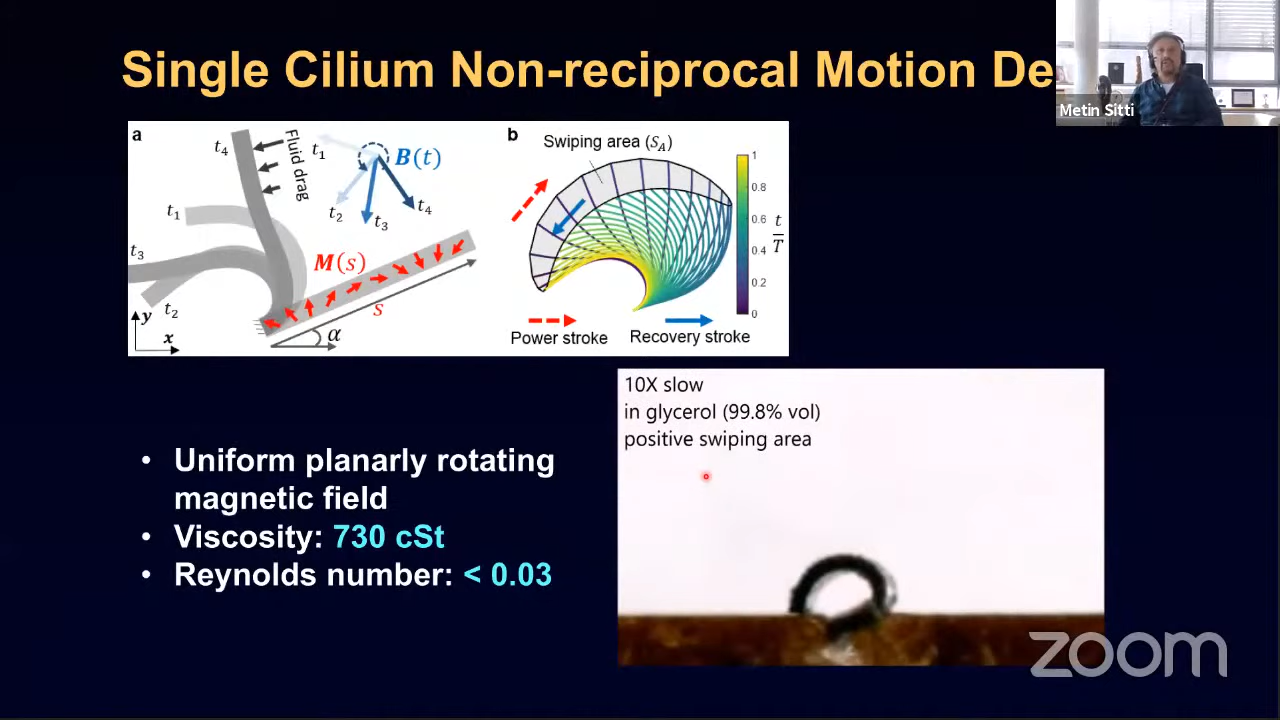 Single Cilium Non-reciprocal Motion De
Metin Sitti
a
t4
Fluid drag
t1
B(t)
t2
t3
t4
t1
t3
t2
M(s)
s
y
x
α
b
Swiping area (SA)
1
0.8
0.6
0.4
0.2
0
t
T
Power stroke
Recovery stroke
10X slow
in glycerol (99.8% vol)
positive swiping area
• Uniform planarly rotating
magnetic field
• Viscosity: 730 cSt
• Reynolds number: < 0.03
zoom